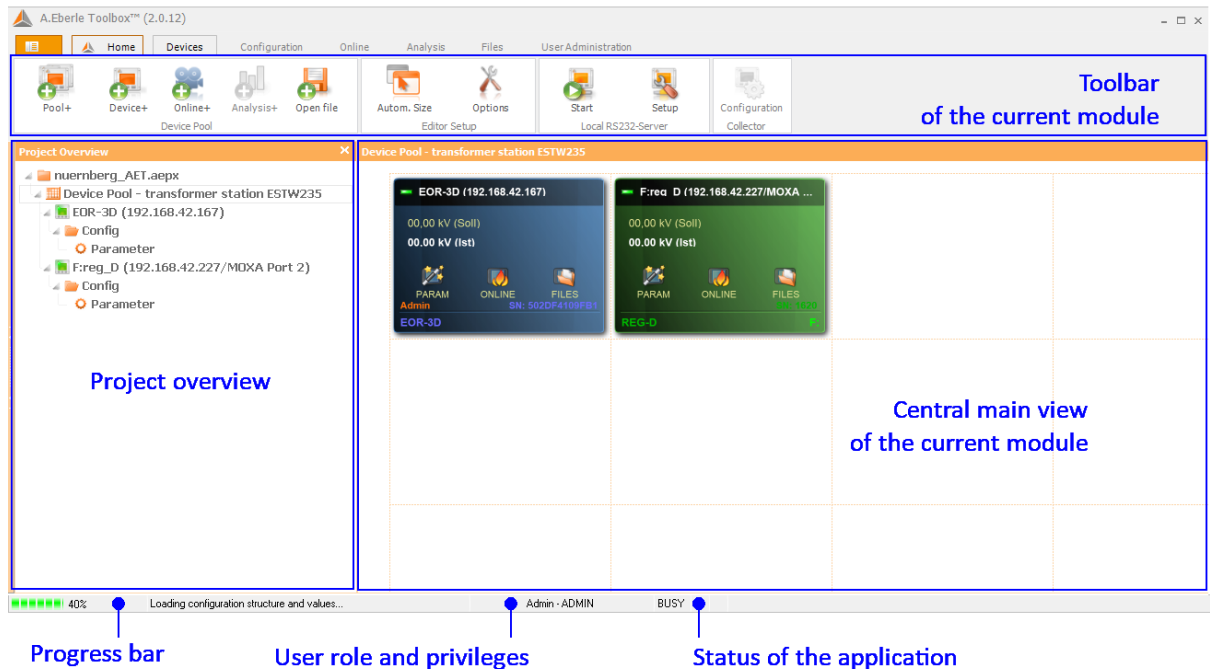 A.Eberle Toolbox™ (2.0.12)
Home Devices Configuration Online Analysis Files User Administration
Pool+ Device+ Online+ Analysis+ Open file
Device Pool
Autom. Size Options
Editor Setup
Start Setup
Local RS232-Server
Configuration
Collector
Toolbar
of the current module
Project Overview
nuernberg_AET.aepx
Device Pool - transformer station ESTW235
EOR-3D (192.168.42.167)
Config
Parameter
F:reg_D (192.168.42.227/MOXA Port 2)
Config
Parameter
Project overview
Device Pool - transformer station ESTW235
EOR-3D (192.168.42.167)
00,00 kV (Soll)
00.00 kV (Ist)
PARAM ONLINE FILES
Admin SN: 502DF4109FB1
EOR-3D
F:reg_D (192.168.42.227/MOXA ...
00,00 kV (Soll)
00.00 kV (Ist)
PARAM ONLINE FILES
REG-D F:
Central main view
of the current module
40% Loading configuration structure and values... Admin - ADMIN BUSY
Progress bar
User role and privileges
Status of the application